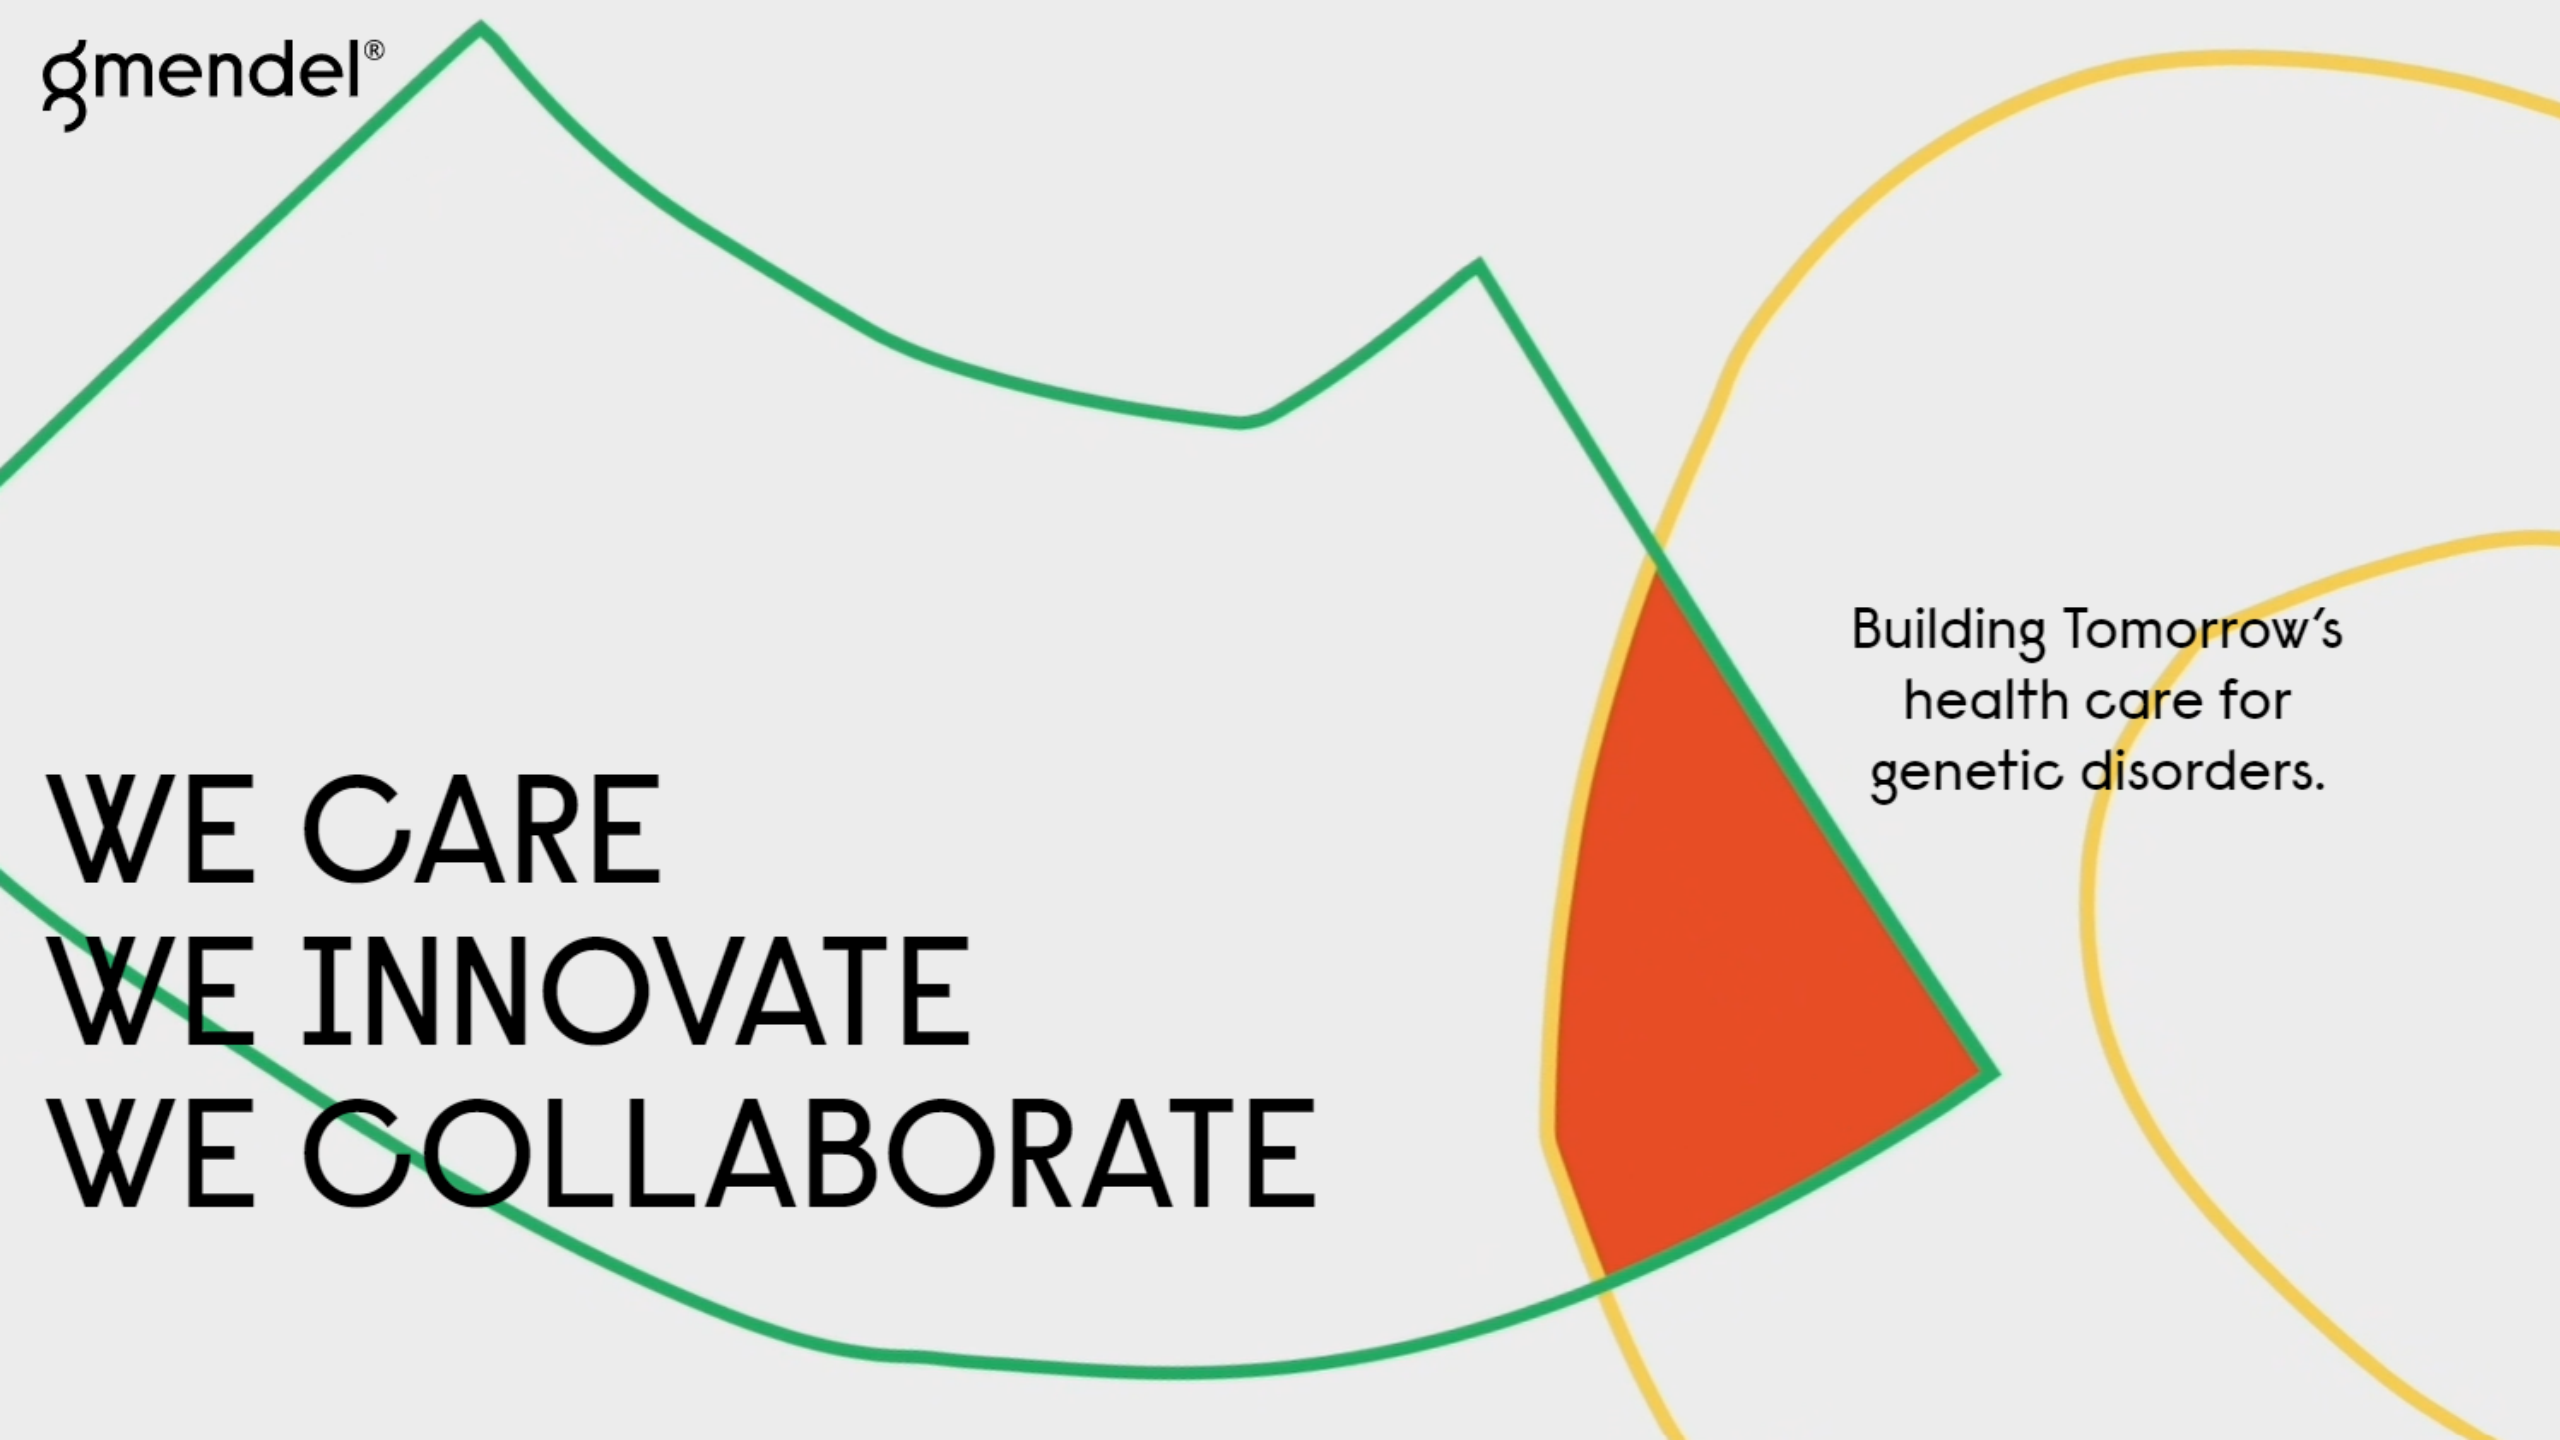 gmendel®
Building Tomorrow's
health care for
genetic disorders.
WE CARE
WE INNOVATE
WE COLLABORATE